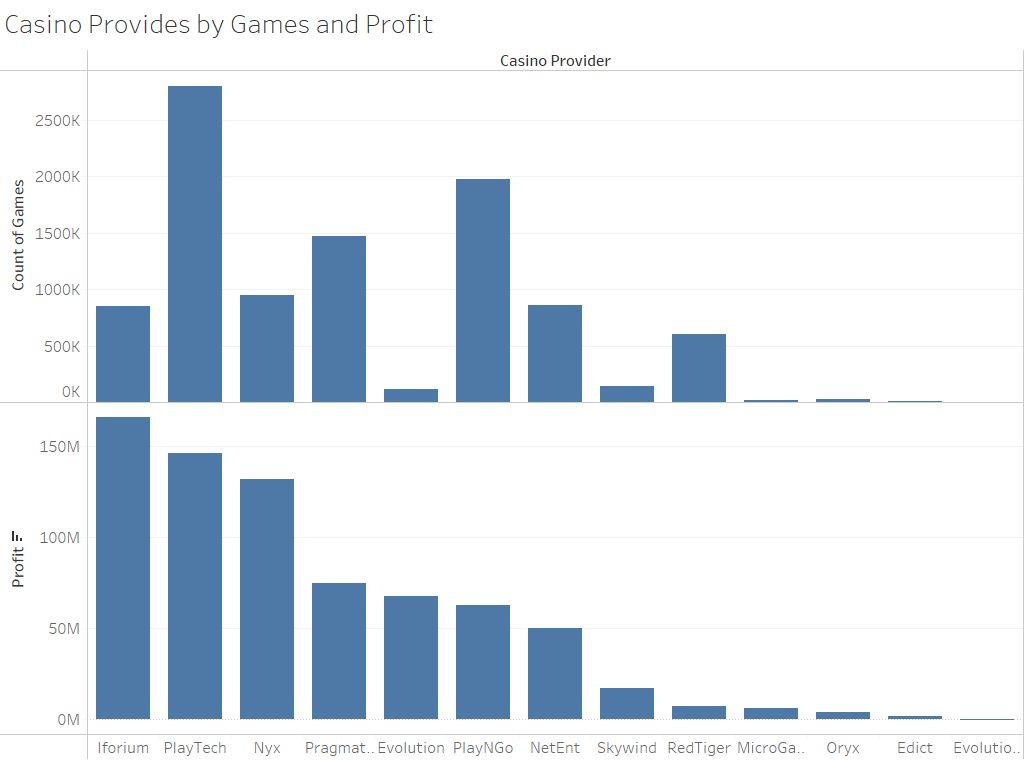 Casino Provides by Games and Profit
Casino Provider
Count of Games
2500K
2000K
1500K
1000K
500K
0K
Profit
150M
100M
50M
0M
Iforium PlayTech Nyx Pragmat.. Evolution PlayNGo NetEnt Skywind RedTiger MicroGa.. Oryx Edict Evolutio..